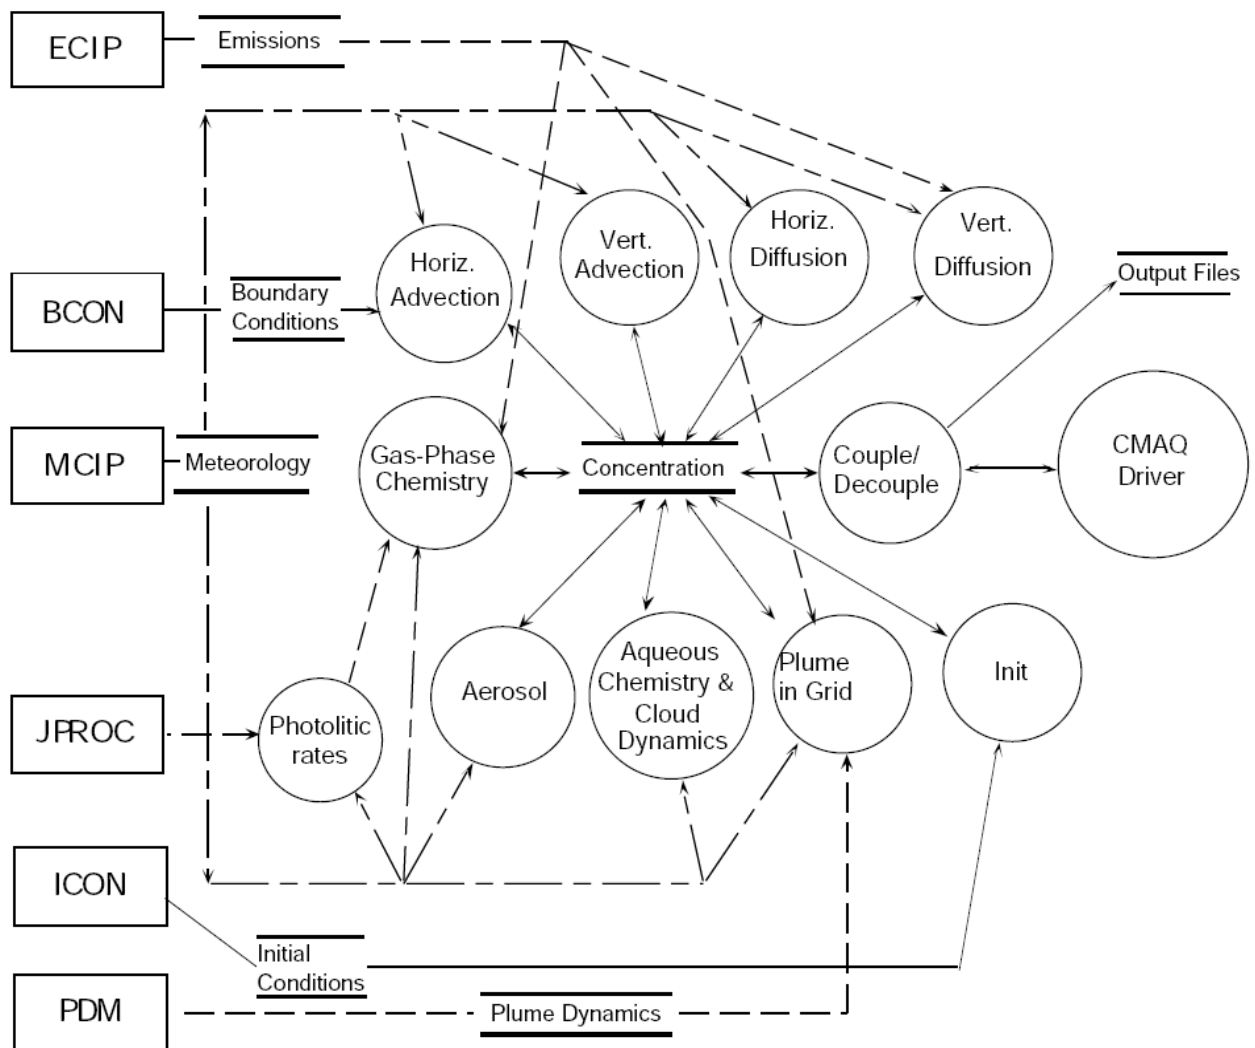 ECIP
Emissions
Horiz.
Diffusion
Vert.
Diffusion
Vert.
Advection
Horiz.
Advection
Output Files
BCON
Boundary
Conditions
MCIP
Meteorology
Gas-Phase
Chemistry
Concentration
Couple/
Decouple
CMAQ
Driver
JPROC
Photolitic
rates
Aerosol
Aqueous
Chemistry &
Cloud
Dynamics
Plume
in Grid
Init
ICON
Initial
Conditions
PDM
Plume Dynamics